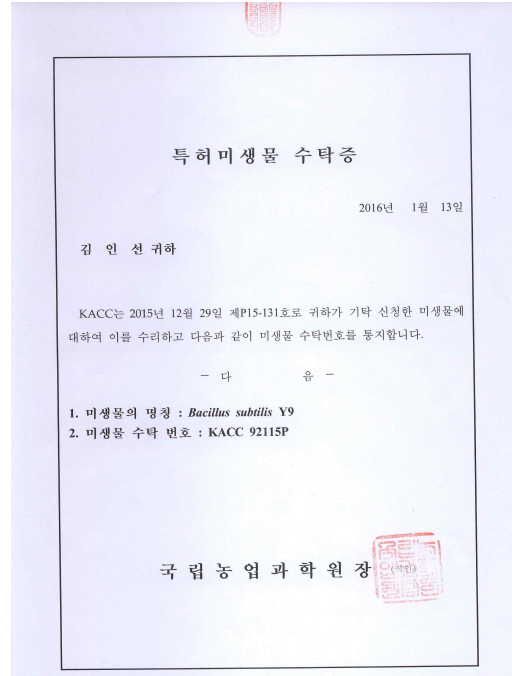 특허미생물 수탁증
2016년 1월 13일
김 인 선 귀하
KACC는 2015년 12월 29일 제P15-131호로 귀하가 기탁 신청한 미생물에
대하여 이를 수리하고 다음과 같이 미생물 수탁번호를 통지합니다.
- 다 음 -
1. 미생물의 명칭 : Bacillus subtilis Y9
2. 미생물 수탁 번호 : KACC 92115P
국립농업과학원장 (직인)